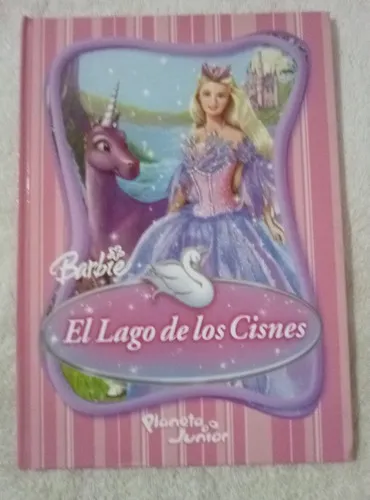 Barbie
El Lago de los Cisnes
Planeta
Junior